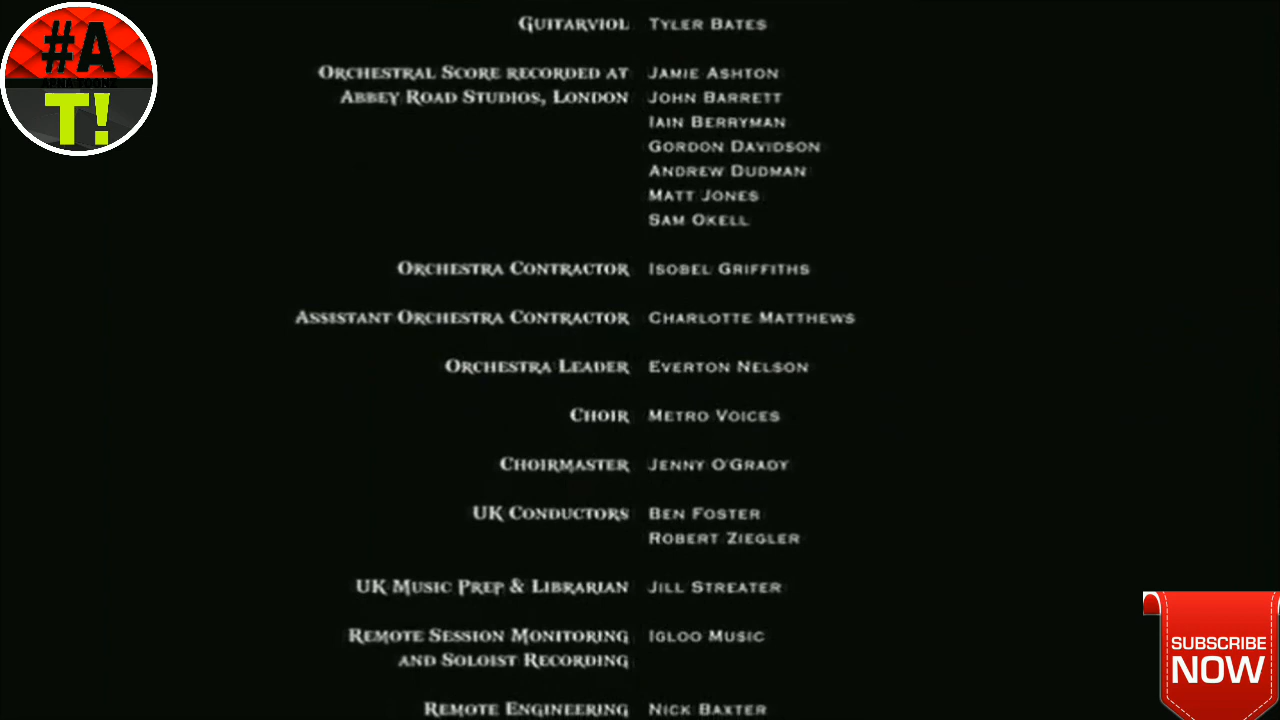 #A
T!
GUITARVIOL TYLER BATES
ORCHESTRAL SCORE RECORDED AT JAMIE ASHTON
ABBEY ROAD STUDIOS, LONDON JOHN BARRETT
IAIN BERRYMAN
GORDON DAVIDSON
ANDREW DUDMAN
MATT JONES
SAM OKELL
ORCHESTRA CONTRACTOR ISOBEL GRIFFITHS
ASSISTANT ORCHESTRA CONTRACTOR CHARLOTTE MATTHEWS
ORCHESTRA LEADER EVERTON NELSON
CHOIR METRO VOICES
CHOIRMASTER JENNY O'GRADY
UK CONDUCTORS BEN FOSTER
ROBERT ZIEGLER
UK MUSIC PREP & LIBRARIAN JILL STREATER
REMOTE SESSION MONITORING IGLOO MUSIC
AND SOLOIST RECORDING
REMOTE ENGINEERING NICK BAXTER
SUBSCRIBE
NOW